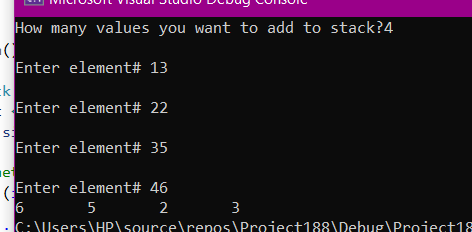 Microsoft Visual Studio Debug Console
How many values you want to add to stack?4
Enter element# 13
Enter element# 22
Enter element# 35
Enter element# 46
6 5 2 3
C:\Users\HP\source\repos\Project188\Debug\Project18